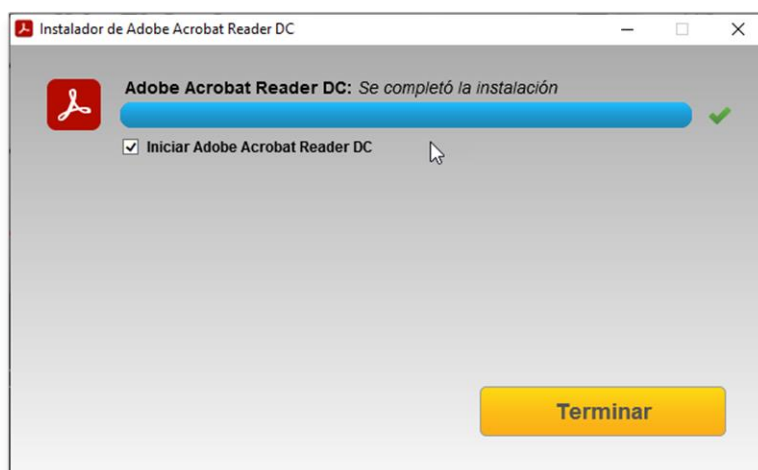 Instalador de Adobe Acrobat Reader DC
Adobe Acrobat Reader DC: Se completó la instalación
Iniciar Adobe Acrobat Reader DC
Terminar